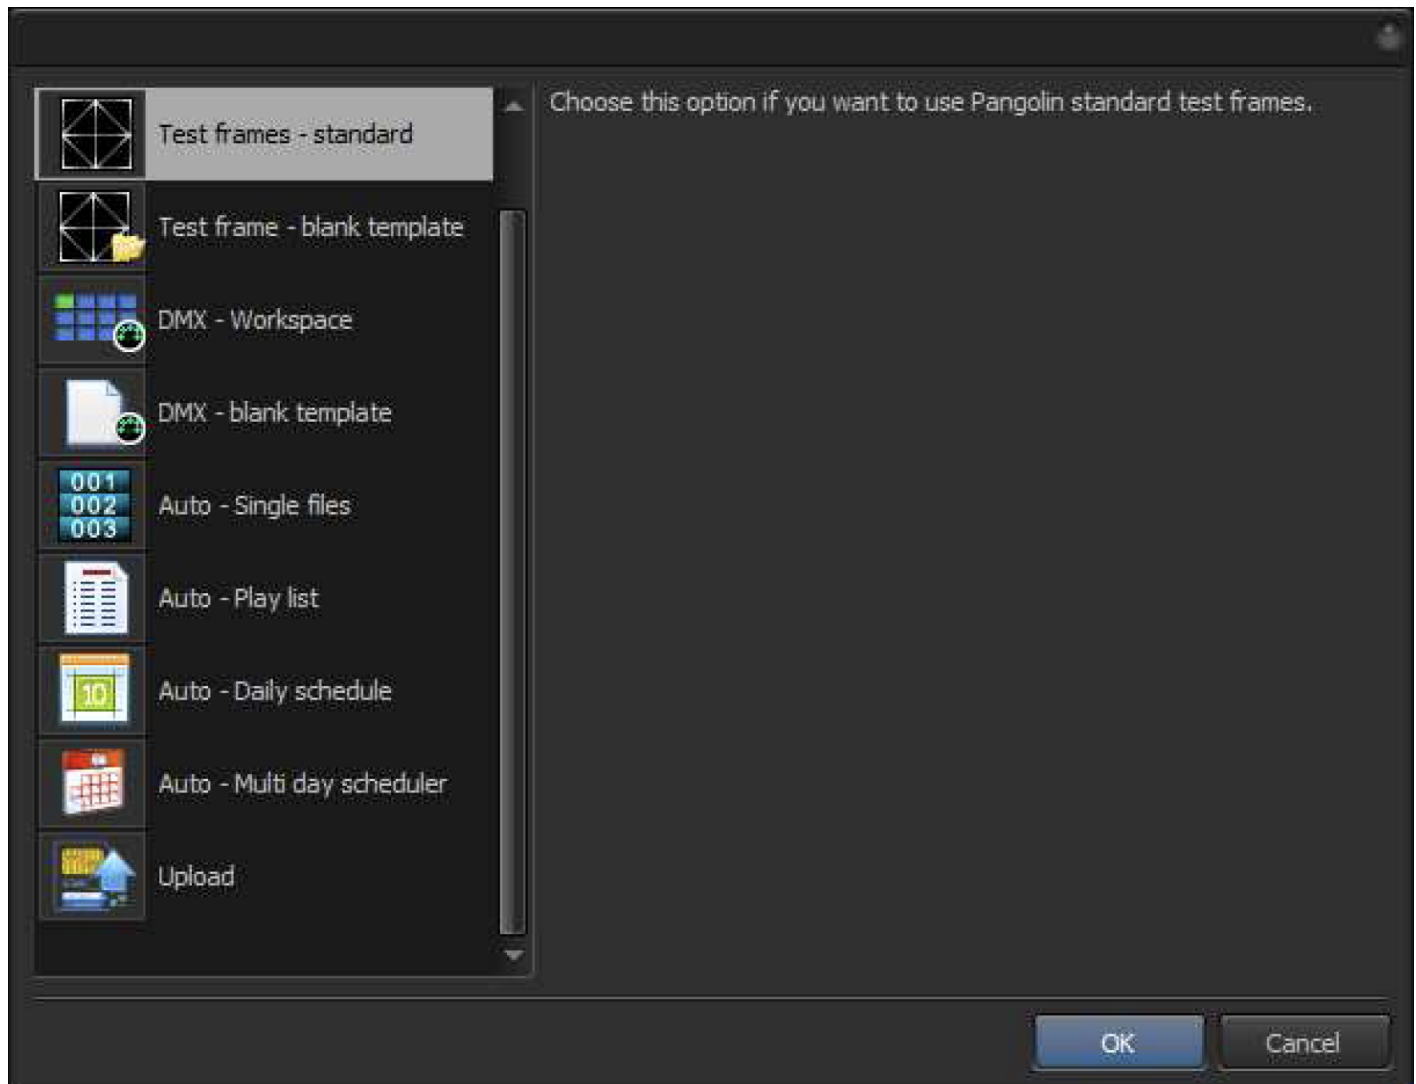 Test frames - standard
Choose this option if you want to use Pangolin standard test frames.
Test frame - blank template
DMX - Workspace
DMX - blank template
001
002
003
Auto - Single files
Auto - Play list
10
Auto - Daily schedule
Auto - Multi day scheduler
Upload
OK
Cancel